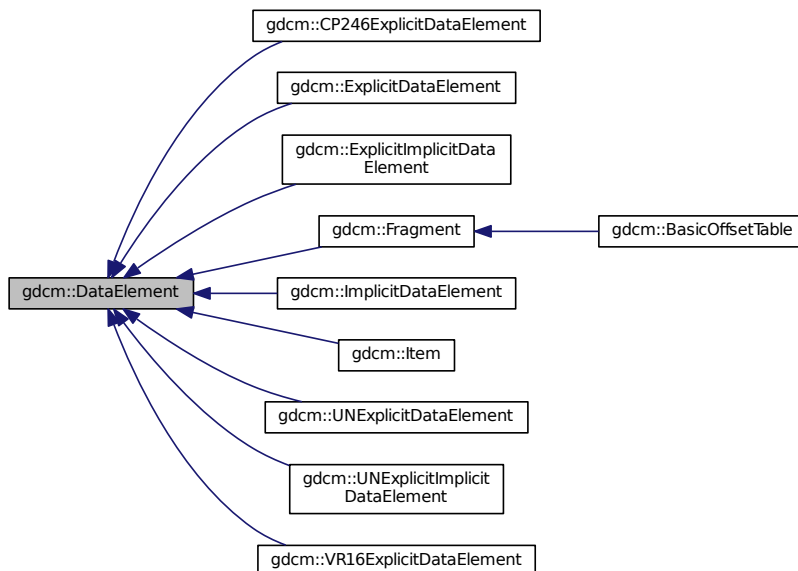 gdcm::CP246ExplicitDataElement
gdcm::ExplicitDataElement
gdcm::ExplicitImplicitData
Element
gdcm::Fragment
gdcm::BasicOffsetTable
gdcm::DataElement
gdcm::ImplicitDataElement
gdcm::Item
gdcm::UNExplicitDataElement
gdcm::UNExplicitImplicit
DataElement
gdcm::VR16ExplicitDataElement